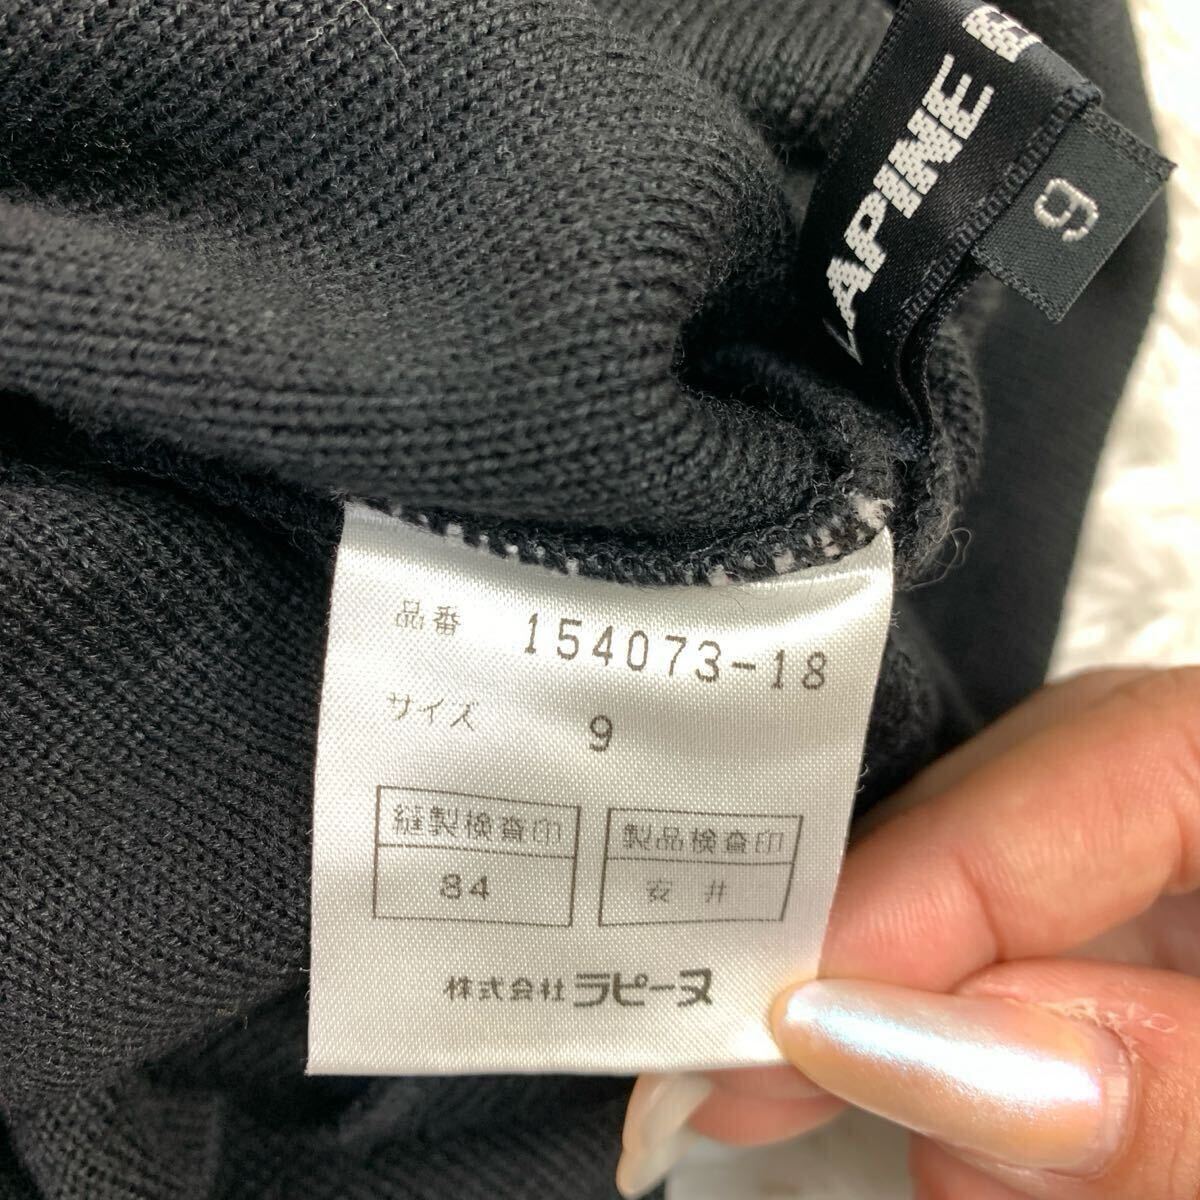 LAPINE
9
品番 154073-18
サイズ 9
縫製検査印
84
製品検査印
安井
株式会社ラピーヌ